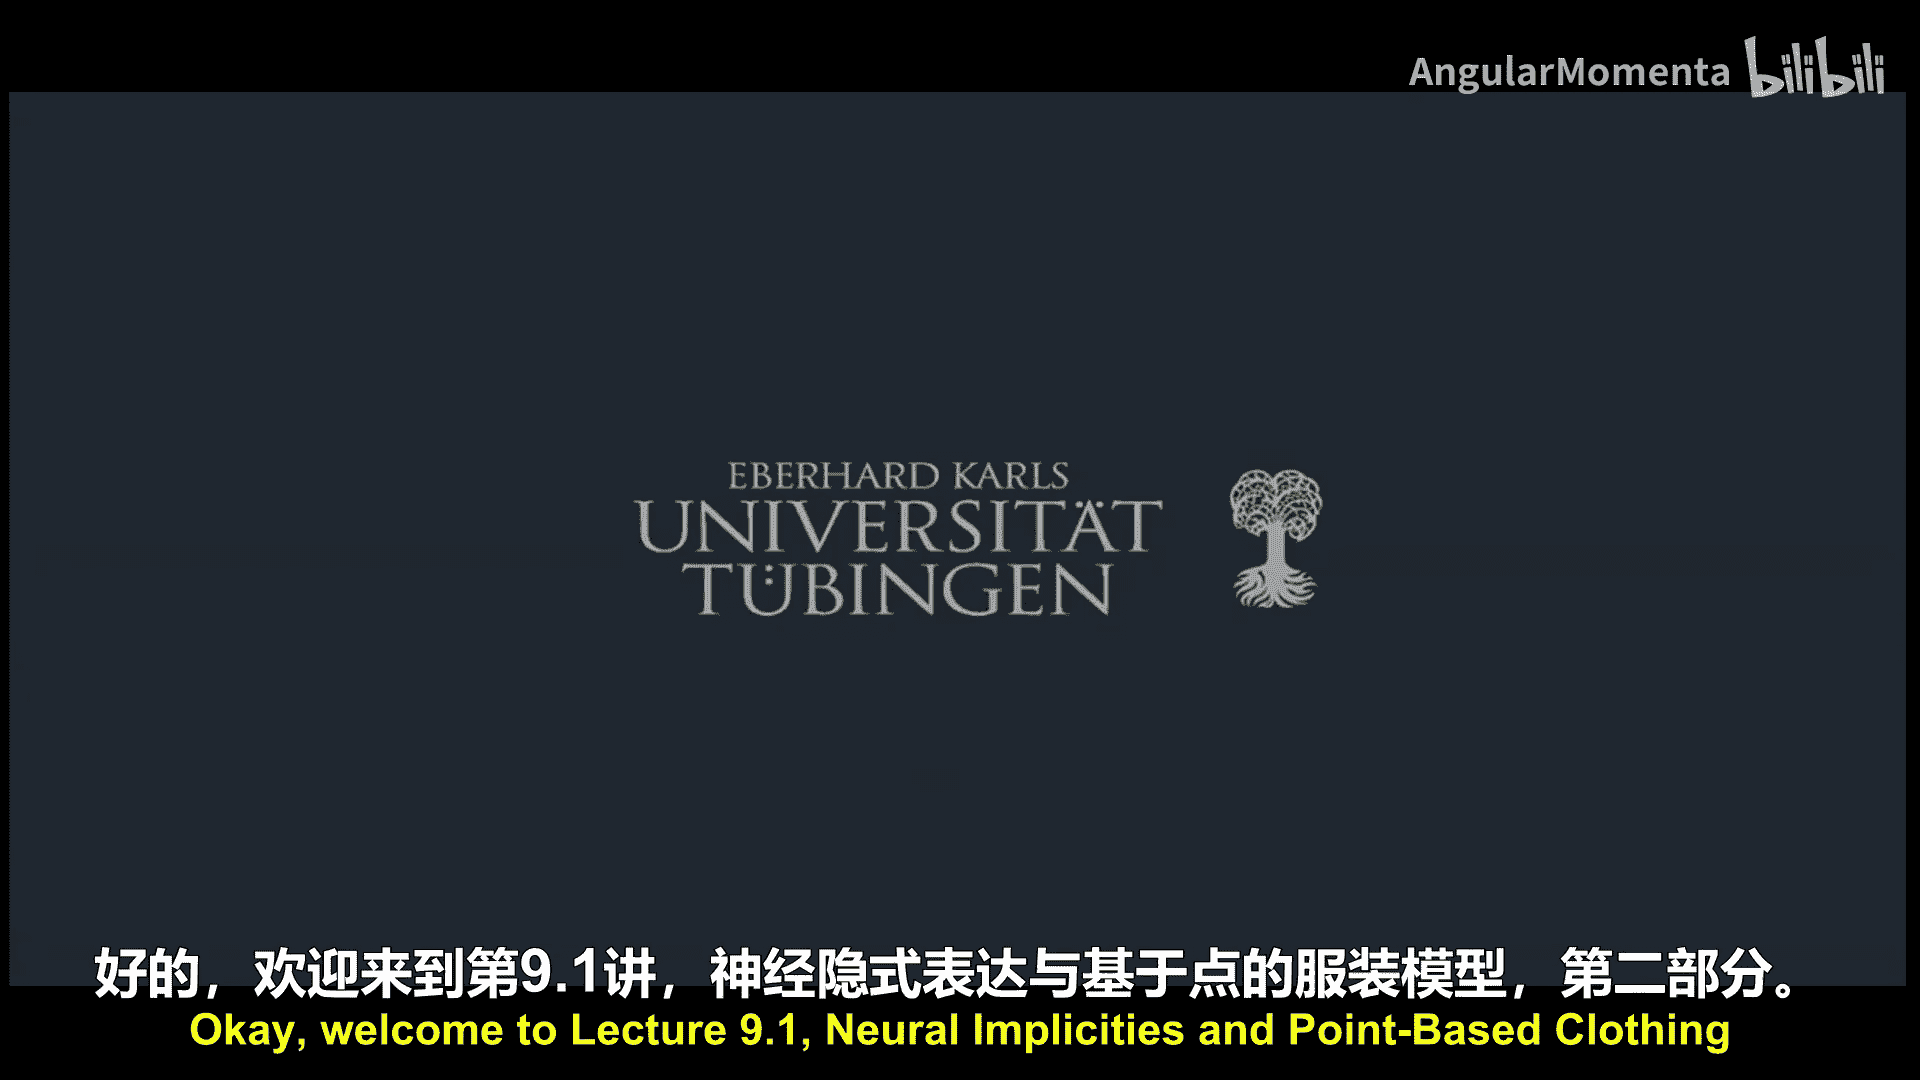 AngularMomenta bilibili
EBERHARD KARLS
UNIVERSITÄT
TÜBINGEN
好的，欢迎来到第9.1讲，神经隐式表达与基于点的服装模型，第二部分。
Okay, welcome to Lecture 9.1, Neural Implicities and Point-Based Clothing